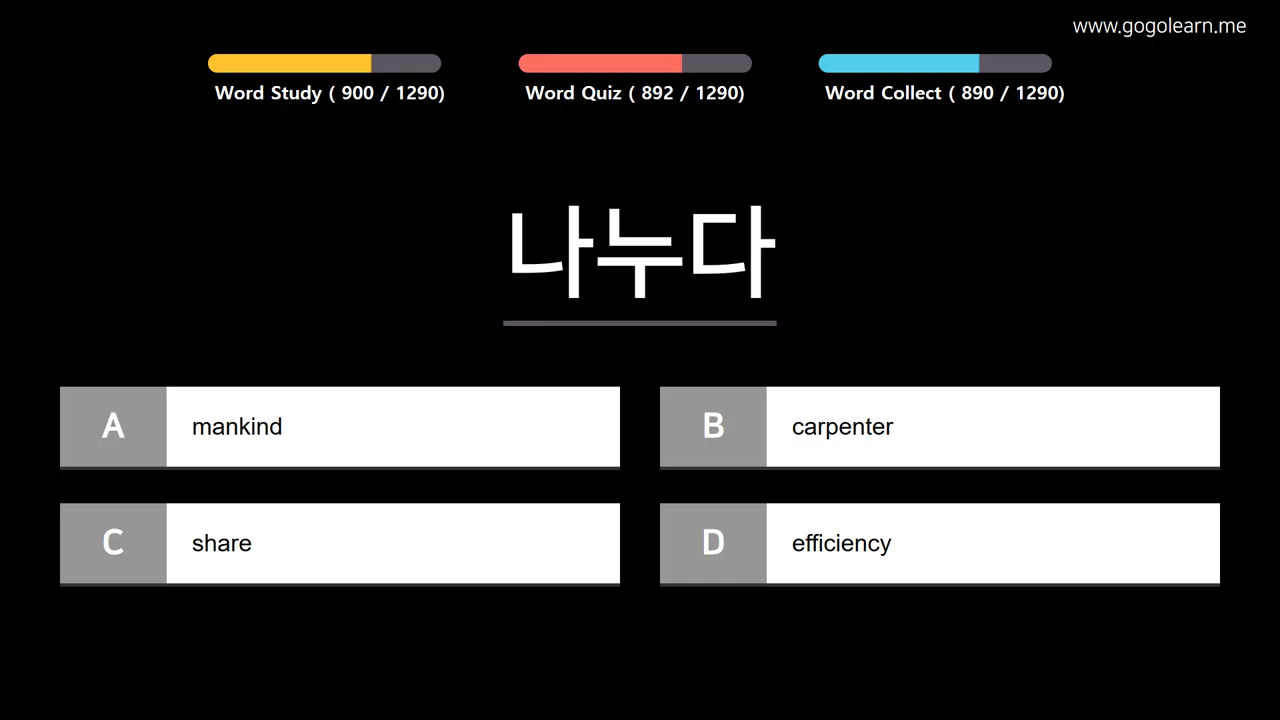 www.gogolearn.me
Word Study ( 900 / 1290)
Word Quiz ( 892 / 1290)
Word Collect ( 890 / 1290)
나누다
A mankind
B carpenter
C share
D efficiency